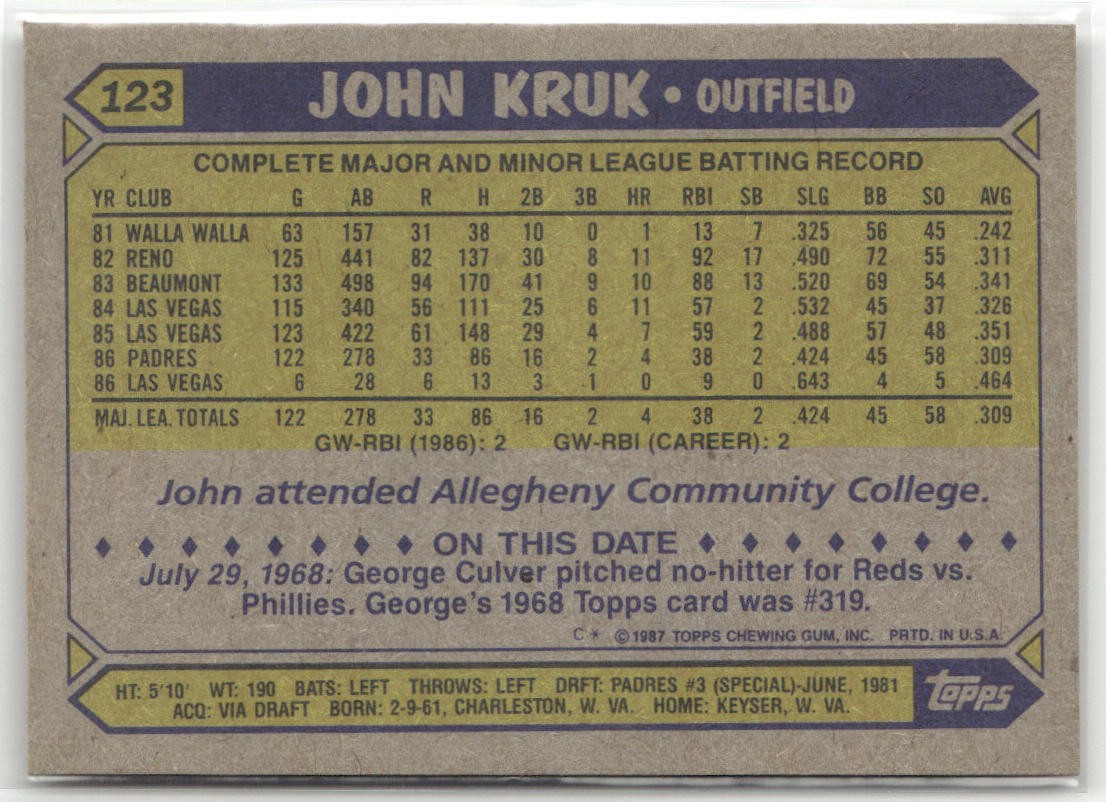 123 JOHN KRUK • OUTFIELD
COMPLETE MAJOR AND MINOR LEAGUE BATTING RECORD
YR CLUB G AB R H 2B 3B HR RBI SB SLG BB SO AVG
81 WALLA WALLA 63 157 31 38 10 0 1 13 7 .325 56 45 .242
82 RENO 125 441 82 137 30 8 11 92 17 .490 72 55 .311
83 BEAUMONT 133 498 94 170 41 9 10 88 13 .520 69 54 .341
84 LAS VEGAS 115 340 56 111 25 6 11 57 2 .532 45 37 .326
85 LAS VEGAS 123 422 61 148 29 4 7 59 2 .488 57 48 .351
86 PADRES 122 278 33 86 16 2 4 38 2 .424 45 58 .309
86 LAS VEGAS 6 28 6 13 3 1 0 9 0 .643 4 5 .464
MAJ. LEA. TOTALS 122 278 33 86 16 2 4 38 2 .424 45 58 .309
GW-RBI (1986): 2 GW-RBI (CAREER): 2
John attended Allegheny Community College.
♦ ♦ ♦ ♦ ♦ ♦ ♦ ♦ ON THIS DATE ♦ ♦ ♦ ♦ ♦ ♦ ♦ ♦
July 29, 1968: George Culver pitched no-hitter for Reds vs.
Phillies. George's 1968 Topps card was #319.
C * ©1987 TOPPS CHEWING GUM, INC. PRTD. IN U.S.A.
HT: 5'10' WT: 190 BATS: LEFT THROWS: LEFT DRFT: PADRES #3 (SPECIAL)-JUNE, 1981
ACQ: VIA DRAFT BORN: 2-9-61, CHARLESTON, W. VA. HOME: KEYSER, W. VA.
topps